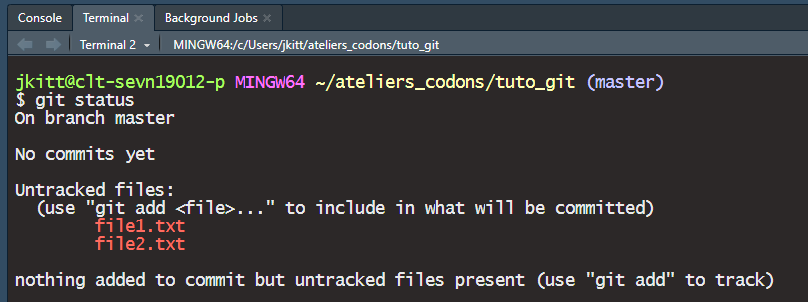 Console Terminal Background Jobs
Terminal 2 MINGW64:/c/Users/jkitt/ateliers_codons/tuto_git
jkitt@clt-sevn19012-p MINGW64 ~/ateliers_codons/tuto_git (master)
$ git status
On branch master
No commits yet
Untracked files:
(use "git add <file>..." to include in what will be committed)
file1.txt
file2.txt
nothing added to commit but untracked files present (use "git add" to track)